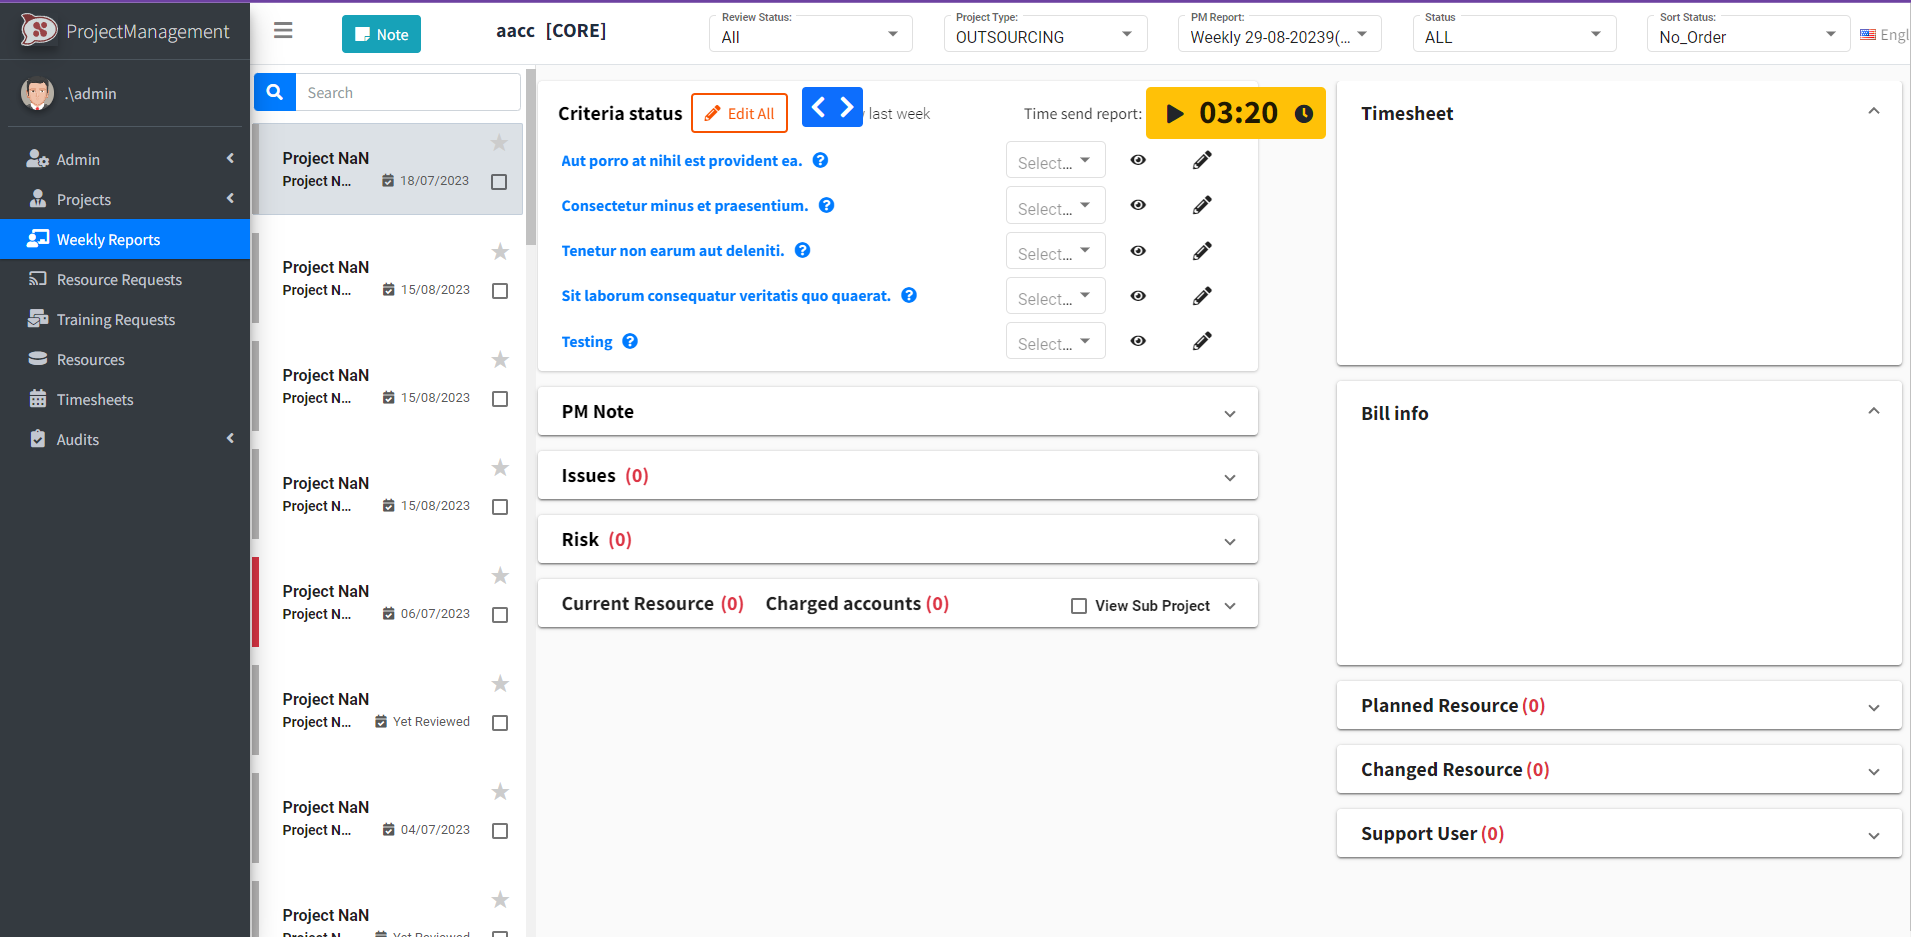 ProjectManagement
.\admin
Admin
Projects
Weekly Reports
Resource Requests
Training Requests
Resources
Timesheets
Audits
Note
aacc [CORE]
Review Status:
All
Project Type:
OUTSOURCING
PM Report:
Weekly 29-08-20239(...
Status
ALL
Sort Status:
No_Order
Engl
Search
Project NaN
Project N... 18/07/2023
Project NaN
Project N... 15/08/2023
Project NaN
Project N... 15/08/2023
Project NaN
Project N... 15/08/2023
Project NaN
Project N... 06/07/2023
Project NaN
Project N... Yet Reviewed
Project NaN
Project N... 04/07/2023
Project NaN
Project N... Yet Reviewed
Criteria status Edit All last week Time send report: 03:20
Aut porro at nihil est provident ea. Select...
Consectetur minus et praesentium. Select...
Tenetur non earum aut deleniti. Select...
Sit laborum consequatur veritatis quo quaerat. Select...
Testing Select...
PM Note
Issues (0)
Risk (0)
Current Resource (0) Charged accounts (0) View Sub Project
Timesheet
Bill info
Planned Resource (0)
Changed Resource (0)
Support User (0)